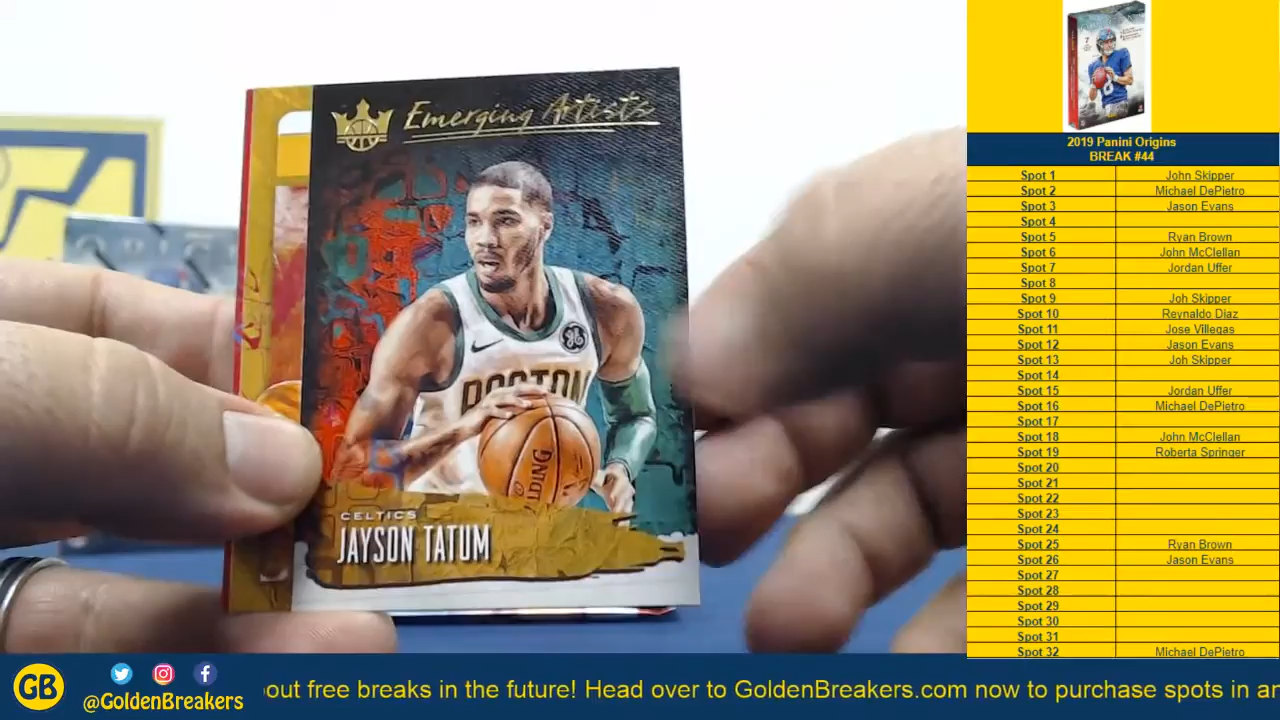 Emerging Artists
BOSTON
CELTICS
JAYSON TATUM
2019 Panini Origins
BREAK #44
Spot 1 John Skipper
Spot 2 Michael DePietro
Spot 3 Jason Evans
Spot 4
Spot 5 Ryan Brown
Spot 6 John McClellan
Spot 7 Jordan Uffer
Spot 8
Spot 9 Joh Skipper
Spot 10 Reynaldo Diaz
Spot 11 Jose Villegas
Spot 12 Jason Evans
Spot 13 Joh Skipper
Spot 14
Spot 15 Jordan Uffer
Spot 16 Michael DePietro
Spot 17
Spot 18 John McClellan
Spot 19 Roberta Springer
Spot 20
Spot 21
Spot 22
Spot 23
Spot 24
Spot 25 Ryan Brown
Spot 26 Jason Evans
Spot 27
Spot 28
Spot 29
Spot 30
Spot 31
Spot 32 Michael DePietro
GB
@GoldenBreakers
out free breaks in the future! Head over to GoldenBreakers.com now to purchase spots in an